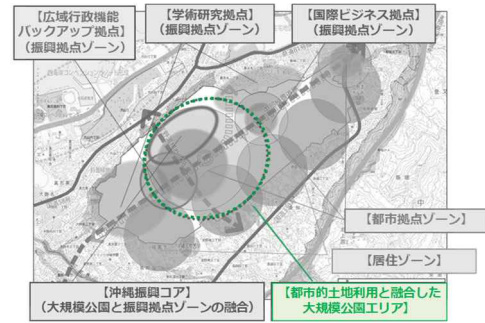 【広域行政機能
バックアップ拠点】
(振興拠点ゾーン)
【学術研究拠点】
(振興拠点ゾーン)
【国際ビジネス拠点】
(振興拠点ゾーン)
【都市拠点ゾーン】
【居住ゾーン】
【沖縄振興コア】
(大規模公園と振興拠点ゾーンの融合)
【都市的土地利用と融合した
大規模公園エリア】